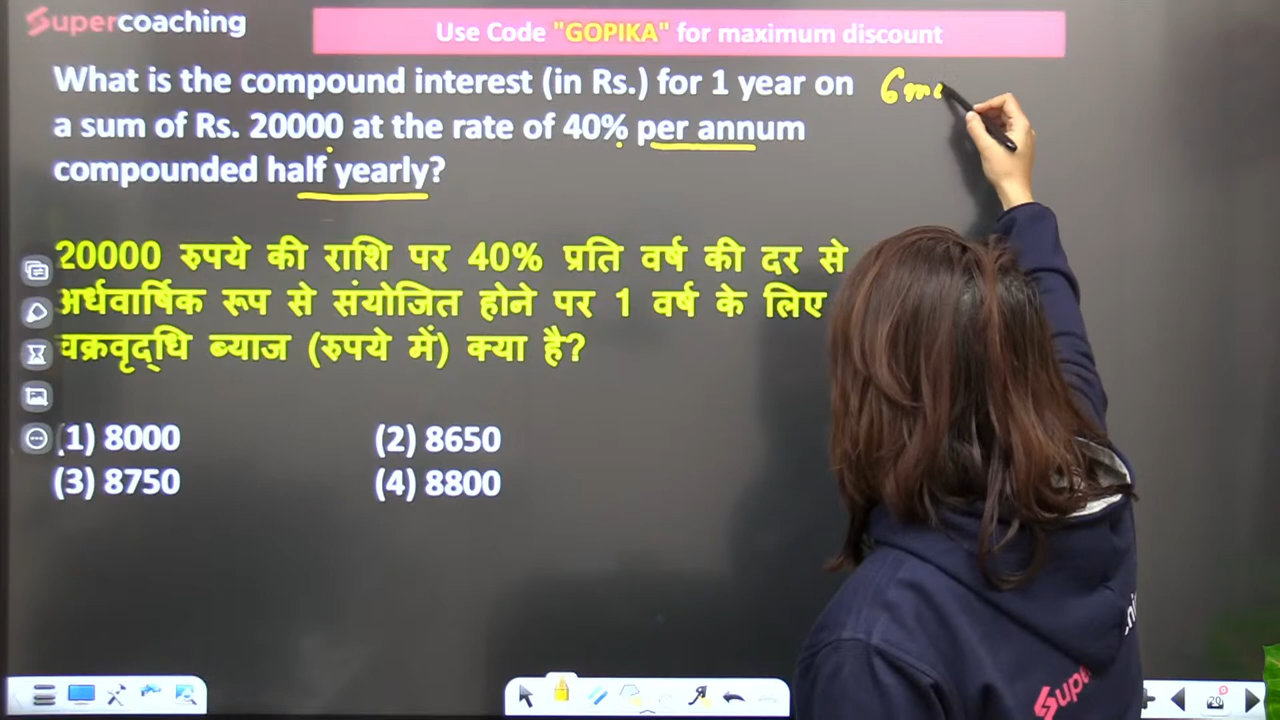 Supercoaching
Use Code "GOPIKA" for maximum discount
What is the compound interest (in Rs.) for 1 year on
a sum of Rs. 20000 at the rate of 40% per annum
compounded half yearly?
6
20000 रुपये की राशि पर 40% प्रति वर्ष की दर से
अर्धवार्षिक रूप से संयोजित होने पर 1 वर्ष के लिए
चक्रवृद्धि ब्याज (रुपये में) क्या है?
(1) 8000 (2) 8650
(3) 8750 (4) 8800